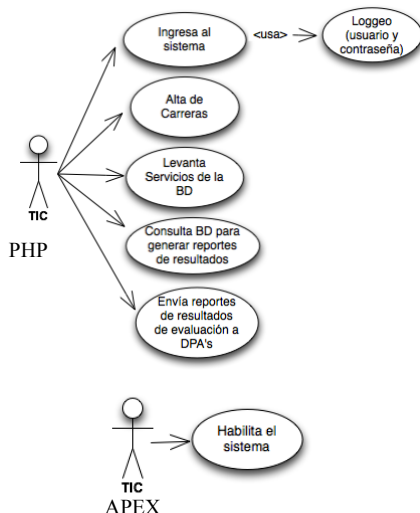 Ingresa al
sistema
<usa>
Loggeo
(usuario y
contraseña)
Alta de
Carreras
Levanta
Servicios de la
BD
TIC
PHP
Consulta BD para
generar reportes
de resultados
Envía reportes
de resultados
de evaluación a
DPA's
Habilita el
sistema
TIC
APEX